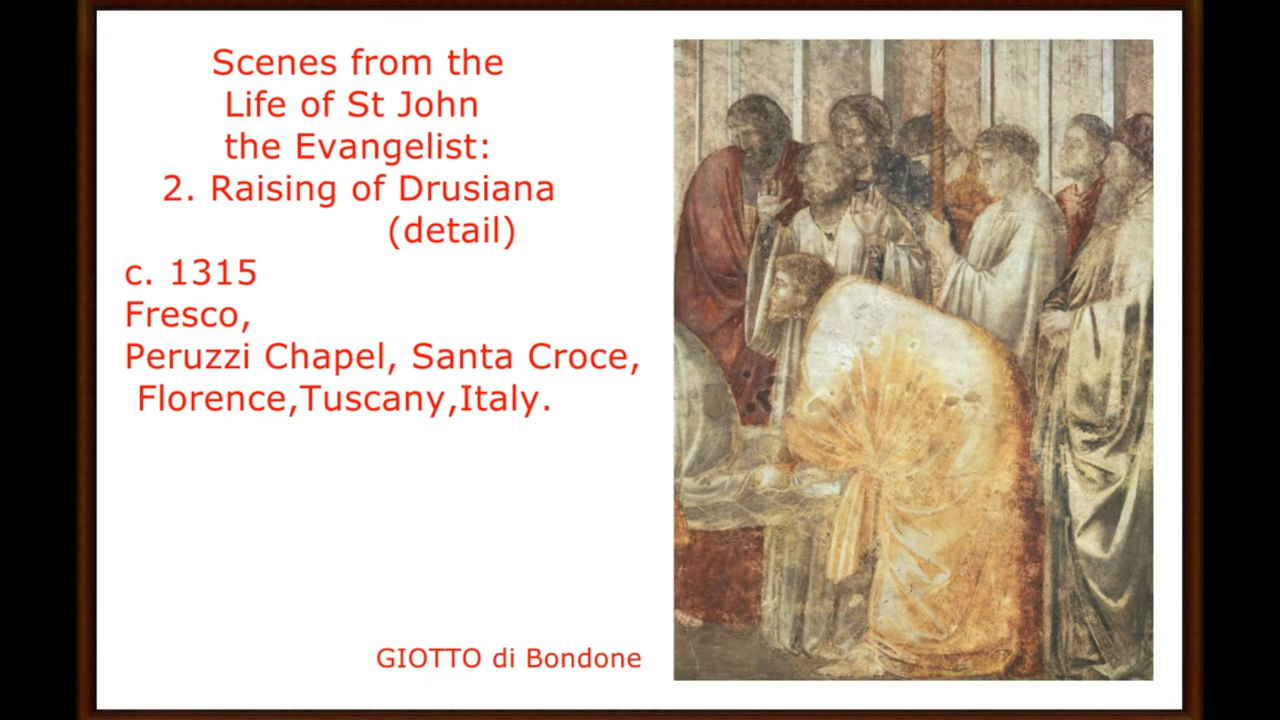 Scenes from the
Life of St John
the Evangelist:
2. Raising of Drusiana
(detail)
c. 1315
Fresco,
Peruzzi Chapel, Santa Croce,
Florence,Tuscany,Italy.
GIOTTO di Bondone